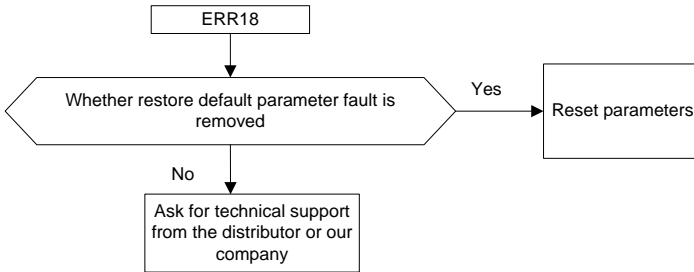 ERR18
Whether restore default parameter fault is
removed
Yes
Reset parameters
No
Ask for technical support
from the distributor or our
company